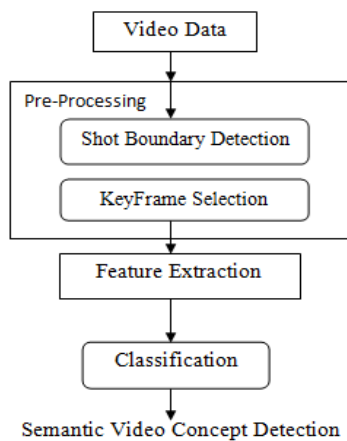 Video Data
Pre-Processing
Shot Boundary Detection
KeyFrame Selection
Feature Extraction
Classification
Semantic Video Concept Detection